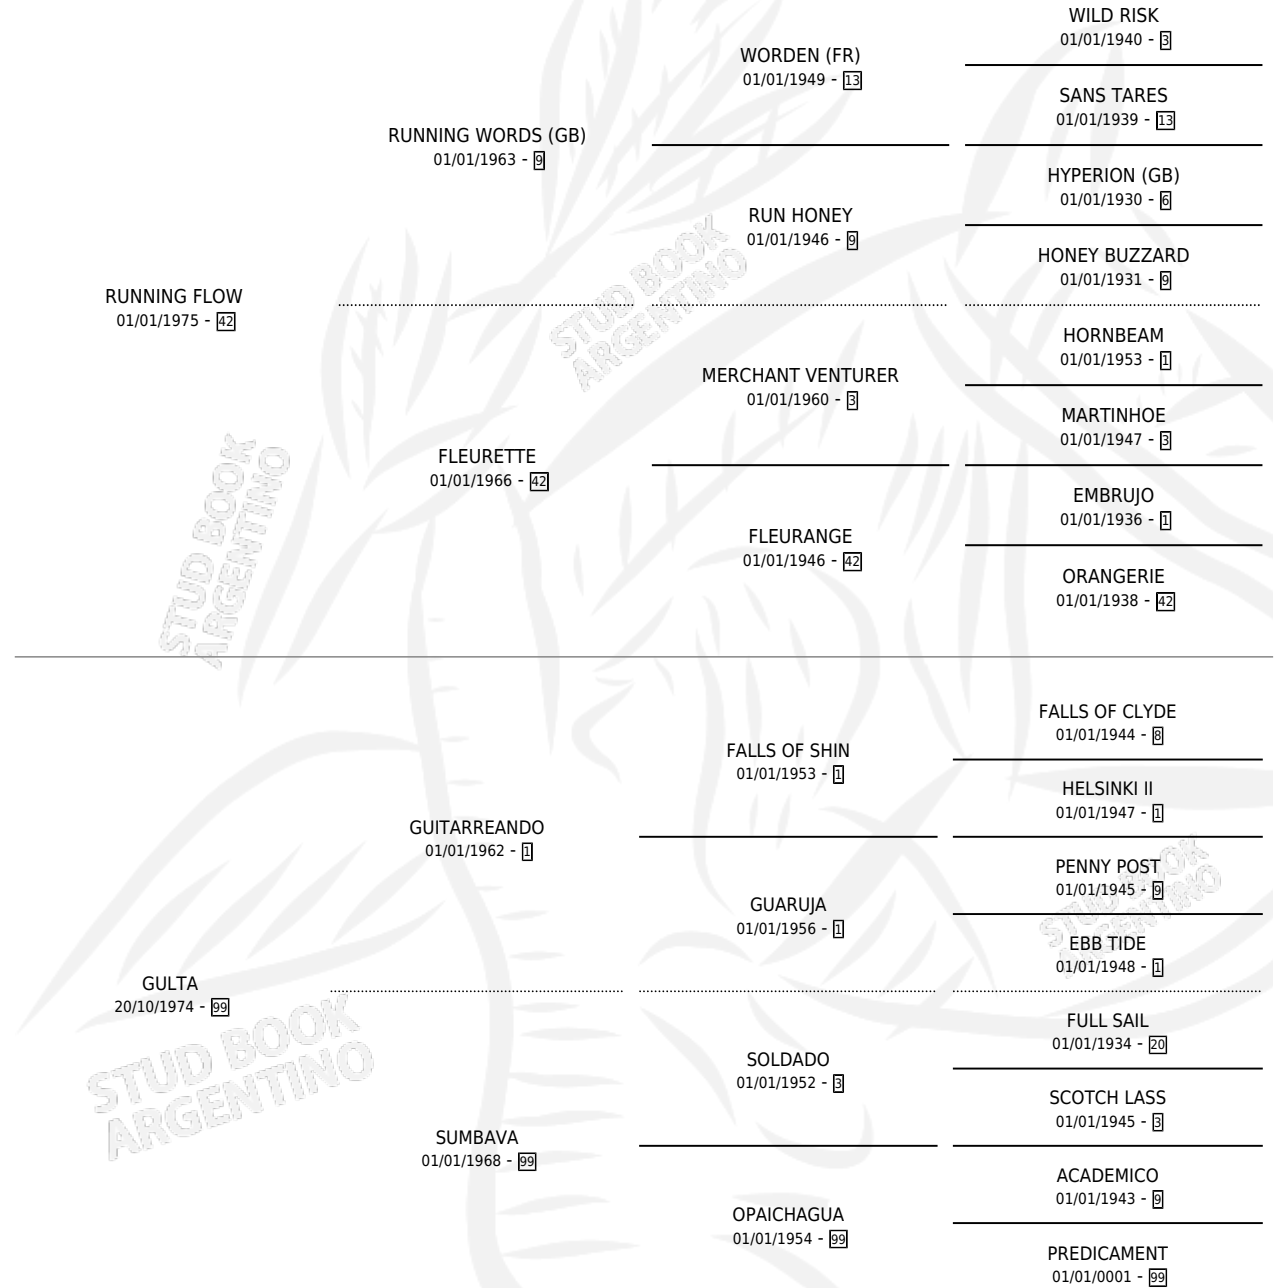 WILD RISK
01/01/1940 - 3
WORDEN (FR)
01/01/1949 - 13
SANS TARES
01/01/1939 - 13
RUNNING WORDS (GB)
01/01/1963 - 9
HYPERION (GB)
01/01/1930 - 6
RUN HONEY
01/01/1946 - 9
HONEY BUZZARD
01/01/1931 - 9
RUNNING FLOW
01/01/1975 - 42
HORNBEAM
01/01/1953 - 1
MERCHANT VENTURER
01/01/1960 - 3
MARTINHOE
01/01/1947 - 3
FLEURETTE
01/01/1966 - 42
EMBRUJO
01/01/1936 - 1
FLEURANGE
01/01/1946 - 42
ORANGERIE
01/01/1938 - 42
FALLS OF CLYDE
01/01/1944 - 8
FALLS OF SHIN
01/01/1953 - 1
HELSINKI II
01/01/1947 - 1
GUITARREANDO
01/01/1962 - 1
PENNY POST
01/01/1945 - 9
GUARUJA
01/01/1956 - 1
EBB TIDE
01/01/1948 - 1
GULTA
20/10/1974 - 99
FULL SAIL
01/01/1934 - 20
SOLDADO
01/01/1952 - 3
SCOTCH LASS
01/01/1945 - 3
SUMBAVA
01/01/1968 - 99
ACADEMICO
01/01/1943 - 9
OPAICHAGUA
01/01/1954 - 99
PREDICAMENT
01/01/0001 - 99
STUD BOOK
ARGENTINO
STUD BOOK
ARGENTINO
STUD BOOK
ARGENTINO
STUD BOOK
ARGENTINO